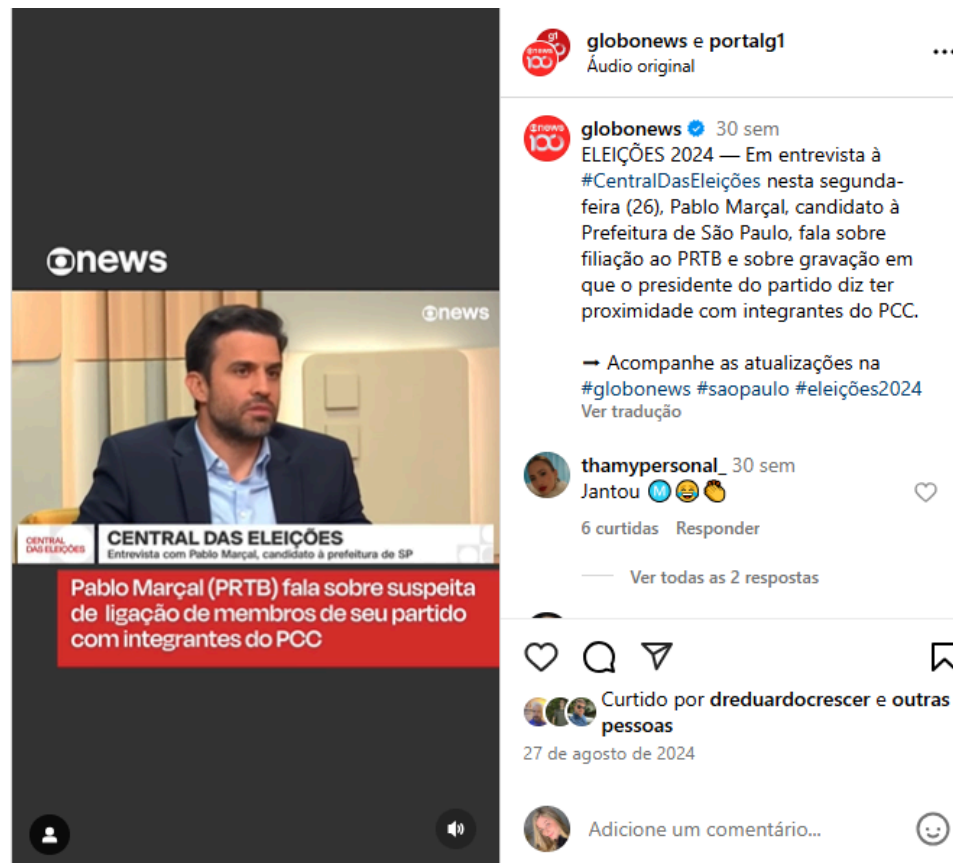 news
news
CENTRAL
DAS ELEIÇÕES
CENTRAL DAS ELEIÇÕES
Entrevista com Pablo Marçal, candidato à prefeitura de SP
Pablo Marçal (PRTB) fala sobre suspeita
de ligação de membros de seu partido
com integrantes do PCC
g1
news
100
globonews e portalg1
Áudio original
news
100
globonews 30 sem
ELEIÇÕES 2024 — Em entrevista à
#CentralDasEleições nesta segunda-
feira (26), Pablo Marçal, candidato à
Prefeitura de São Paulo, fala sobre
filiação ao PRTB e sobre gravação em
que o presidente do partido diz ter
proximidade com integrantes do PCC.
➞ Acompanhe as atualizações na
#globonews #saopaulo #eleições2024
Ver tradução
thamypersonal_ 30 sem
Jantou Ⓜ️😂👏
6 curtidas Responder
Ver todas as 2 respostas
Curtido por dreduardocrescer e outras
pessoas
27 de agosto de 2024
Adicione um comentário...